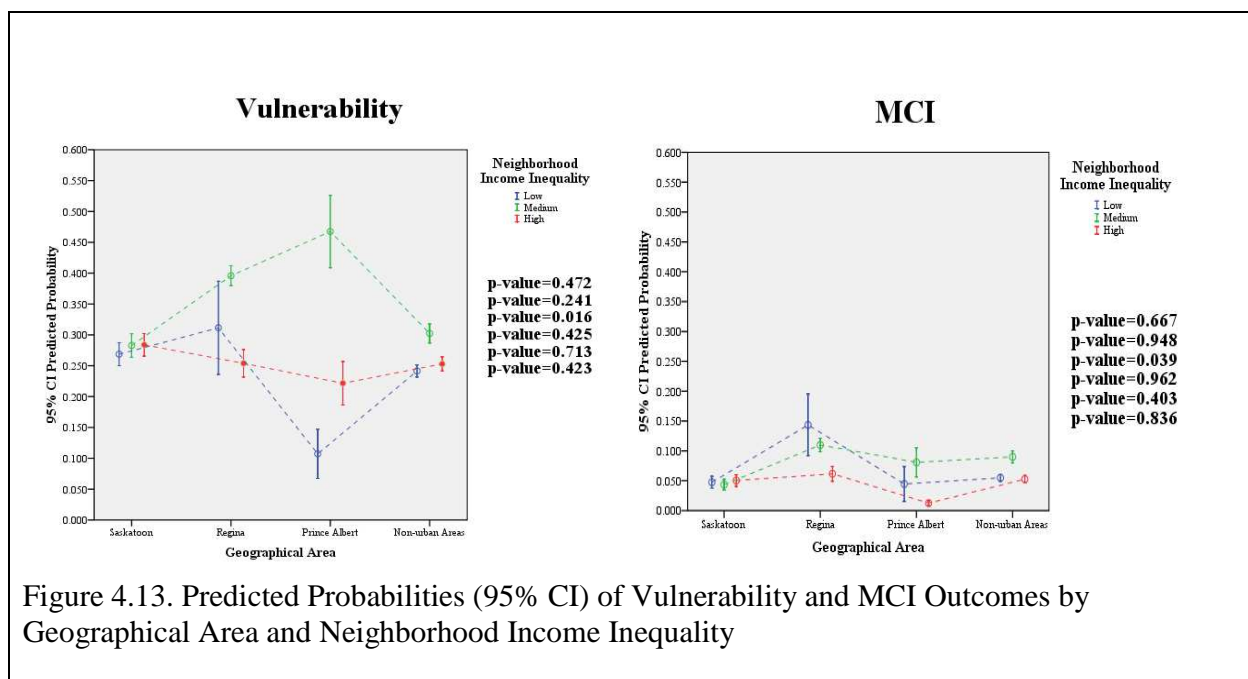 Vulnerability
0.600
0.550
0.500
0.450
0.400
0.350
0.300
0.250
0.200
0.150
0.100
0.050
0.000
95% CI Predicted Probability
Saskatoon Regina Prince Albert Non-urban Areas
Geographical Area
Neighborhood
Income Inequality
Low
Medium
High
p-value=0.472
p-value=0.241
p-value=0.016
p-value=0.425
p-value=0.713
p-value=0.423
MCI
0.600
0.550
0.500
0.450
0.400
0.350
0.300
0.250
0.200
0.150
0.100
0.050
0.000
95% CI Predicted Probability
Saskatoon Regina Prince Albert Non-urban Areas
Geographical Area
Neighborhood
Income Inequality
Low
Medium
High
p-value=0.667
p-value=0.948
p-value=0.039
p-value=0.962
p-value=0.403
p-value=0.836
Figure 4.13. Predicted Probabilities (95% CI) of Vulnerability and MCI Outcomes by
Geographical Area and Neighborhood Income Inequality